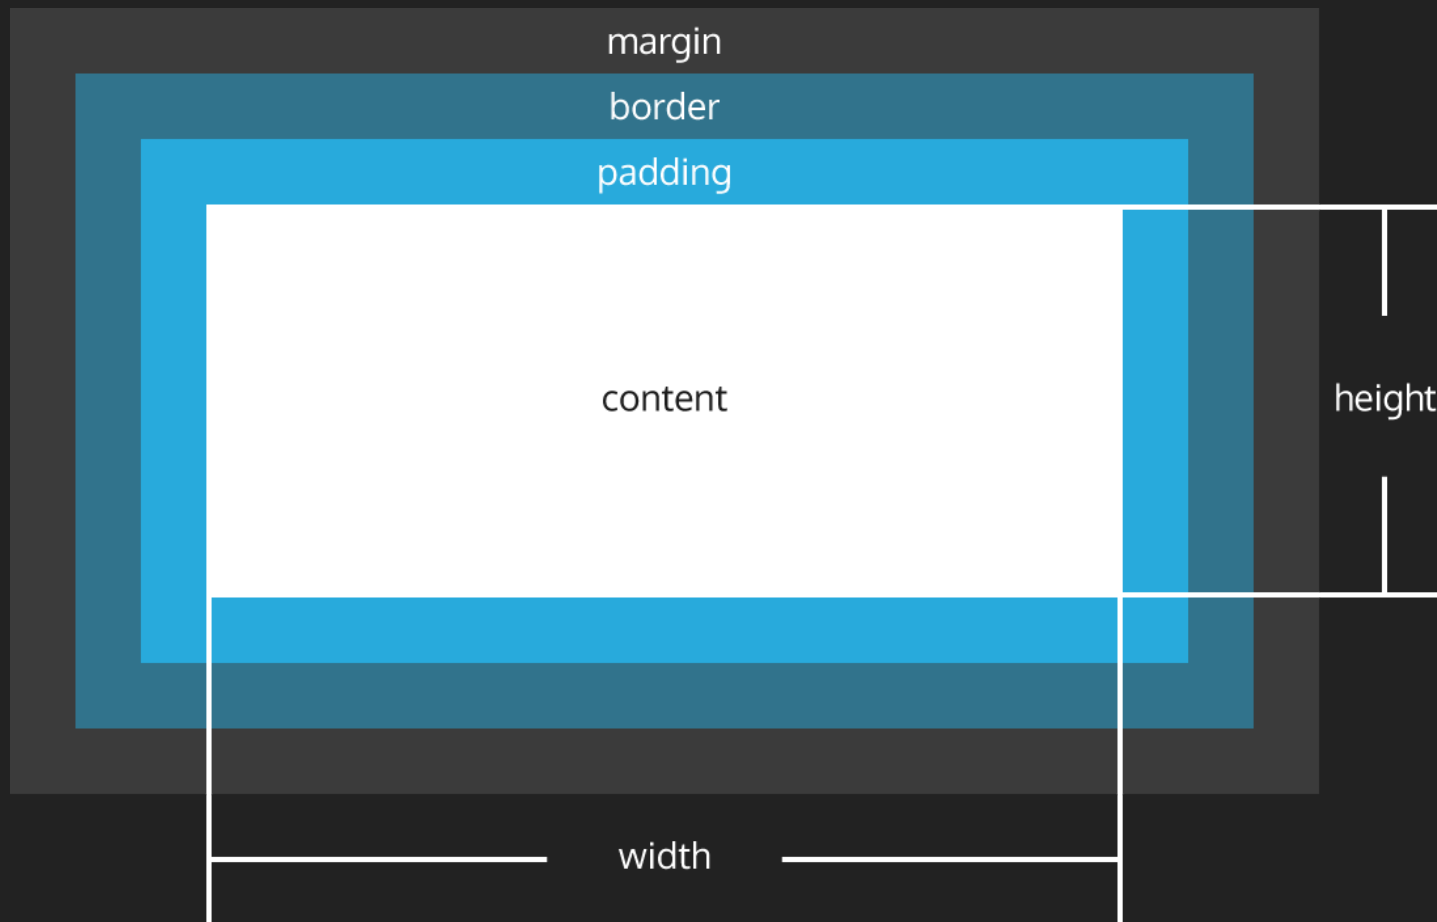 margin
border
padding
content
height
width